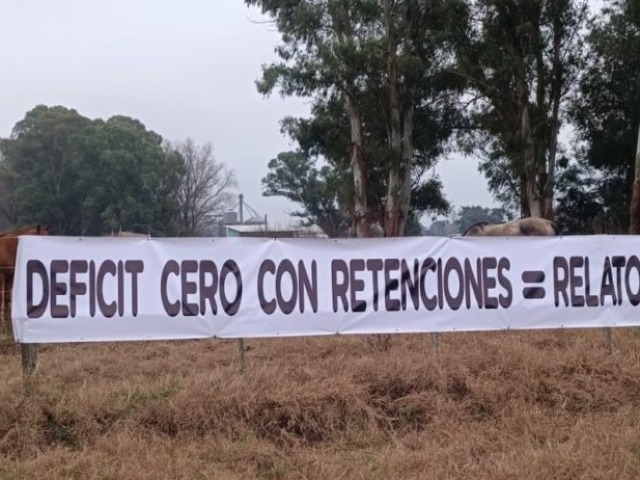 DEFICIT CERO CON RETENCIONES = RELATO